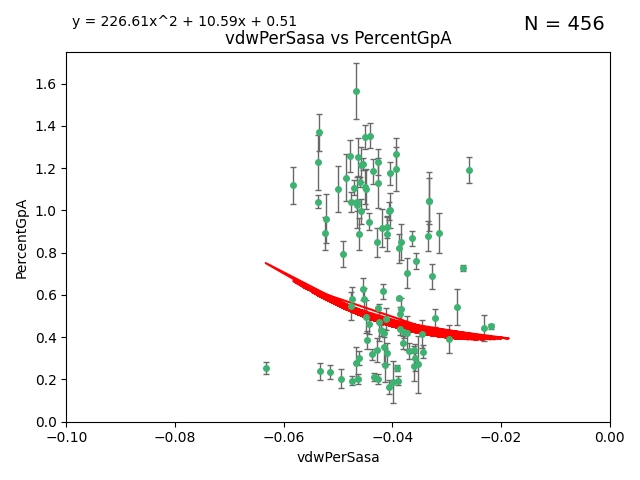 y = 226.61x^2 + 10.59x + 0.51
N = 456
vdwPerSasa vs PercentGpA
PercentGpA
1.6
1.4
1.2
1.0
0.8
0.6
0.4
0.2
0.0
−0.10 −0.08 −0.06 −0.04 −0.02 0.00
vdwPerSasa